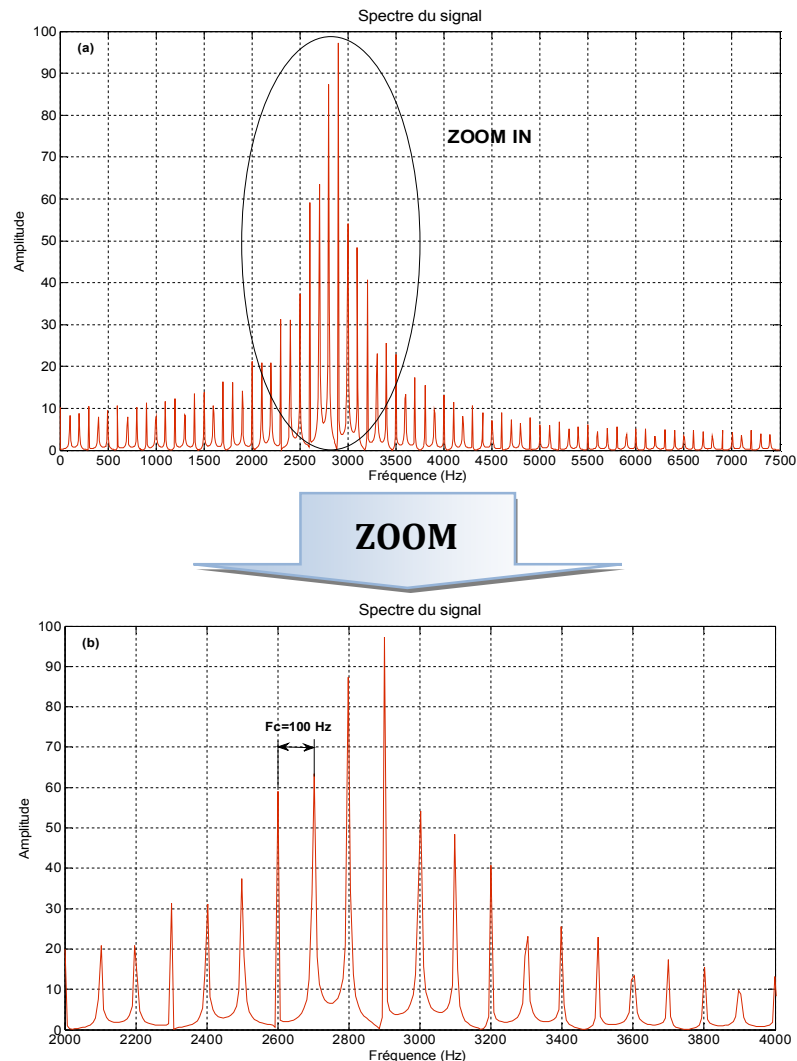 Spectre du signal
(a)
100
90
80
70
60
50
40
30
20
10
0
Amplitude
ZOOM IN
0 500 1000 1500 2000 2500 3000 3500 4000 4500 5000 5500 6000 6500 7000 7500
Fréquence (Hz)
ZOOM
Spectre du signal
(b)
100
90
80
70
60
50
40
30
20
10
0
Amplitude
Fc=100 Hz
2000 2200 2400 2600 2800 3000 3200 3400 3600 3800 4000
Fréquence (Hz)